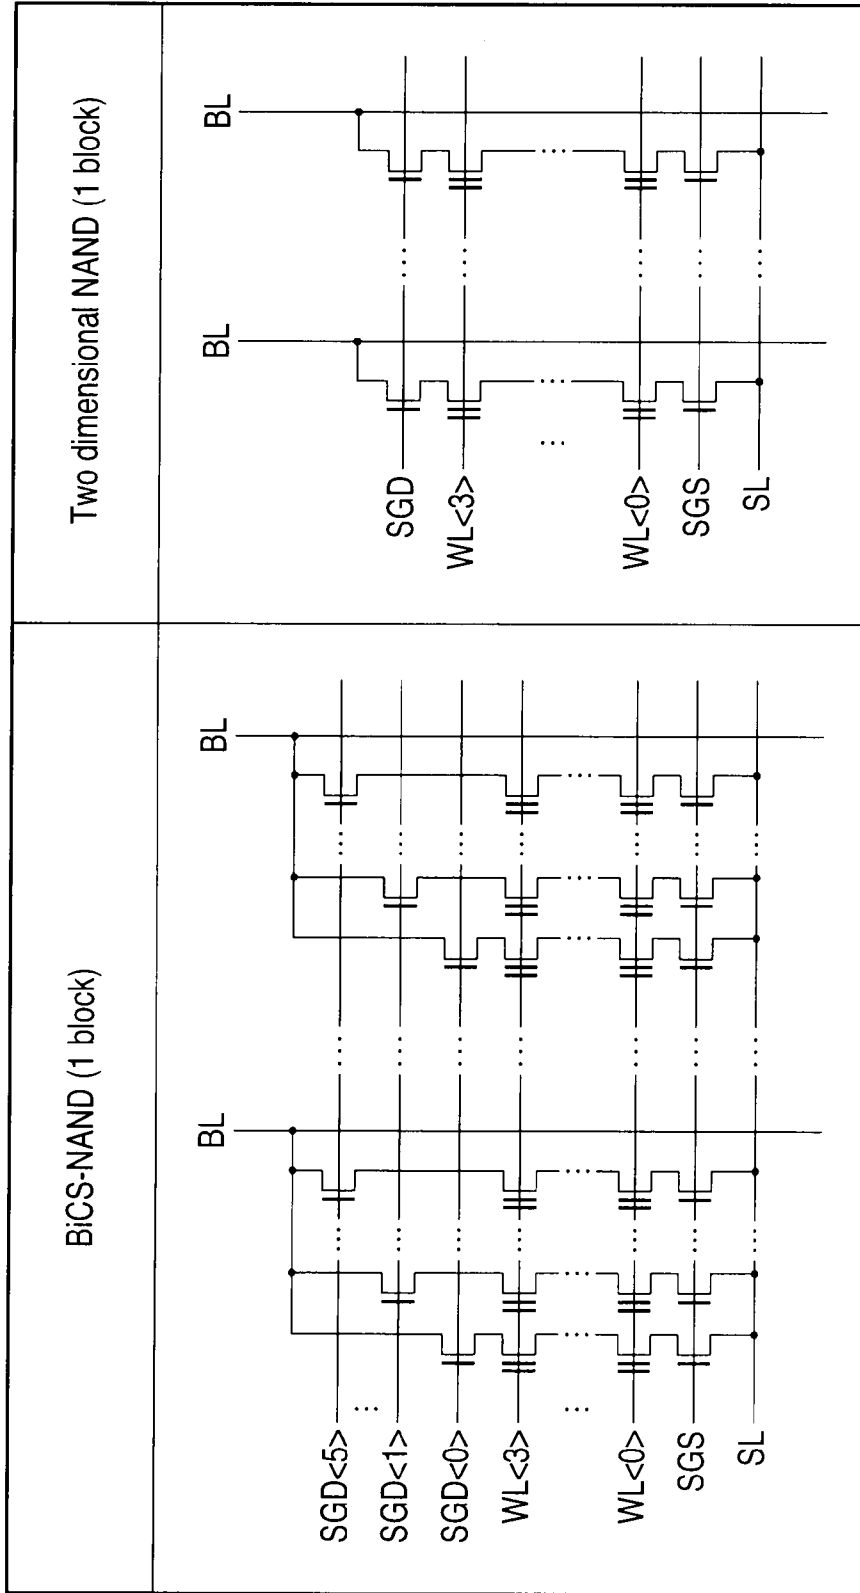 BiCS-NAND (1 block)
BL
BL
SGD<5>
SGD<1>
SGD<0>
WL<3>
WL<0>
SGS
SL
Two dimensional NAND (1 block)
BL
BL
SGD
WL<3>
WL<0>
SGS
SL